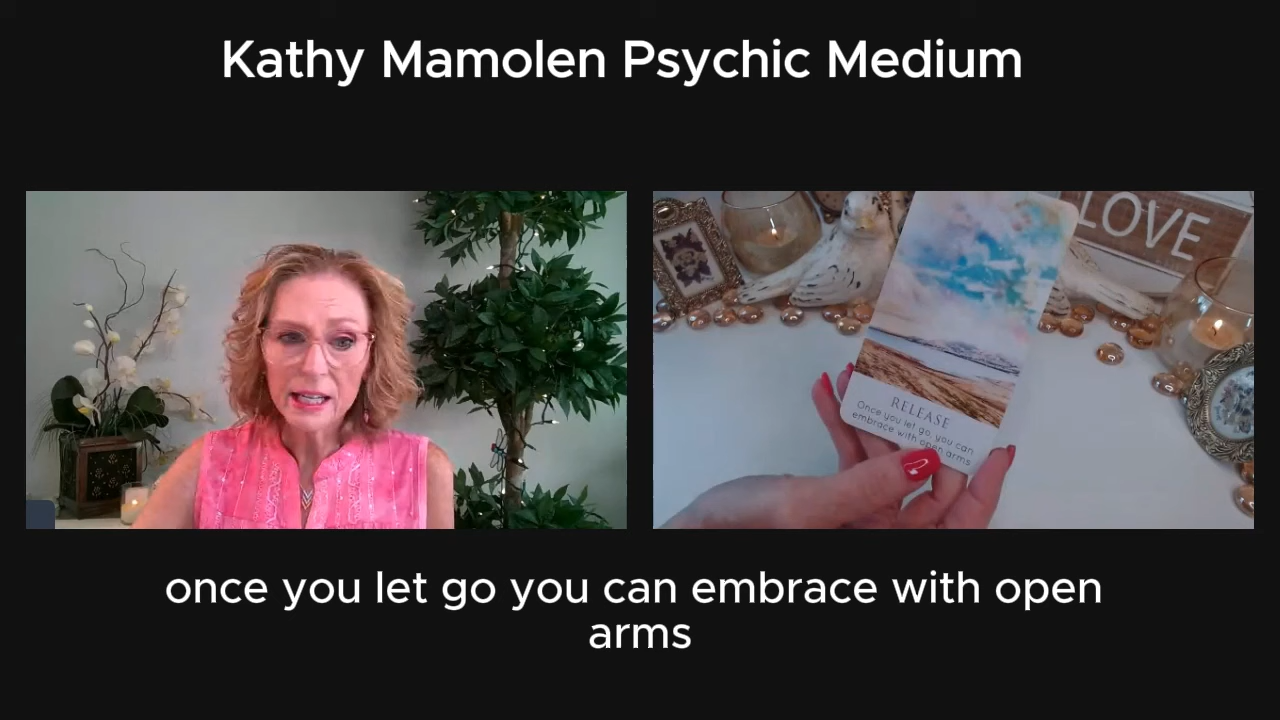 Kathy Mamolen Psychic Medium
LOVE
RELEASE
Once you let go, you can
embrace with open arms
once you let go you can embrace with open
arms